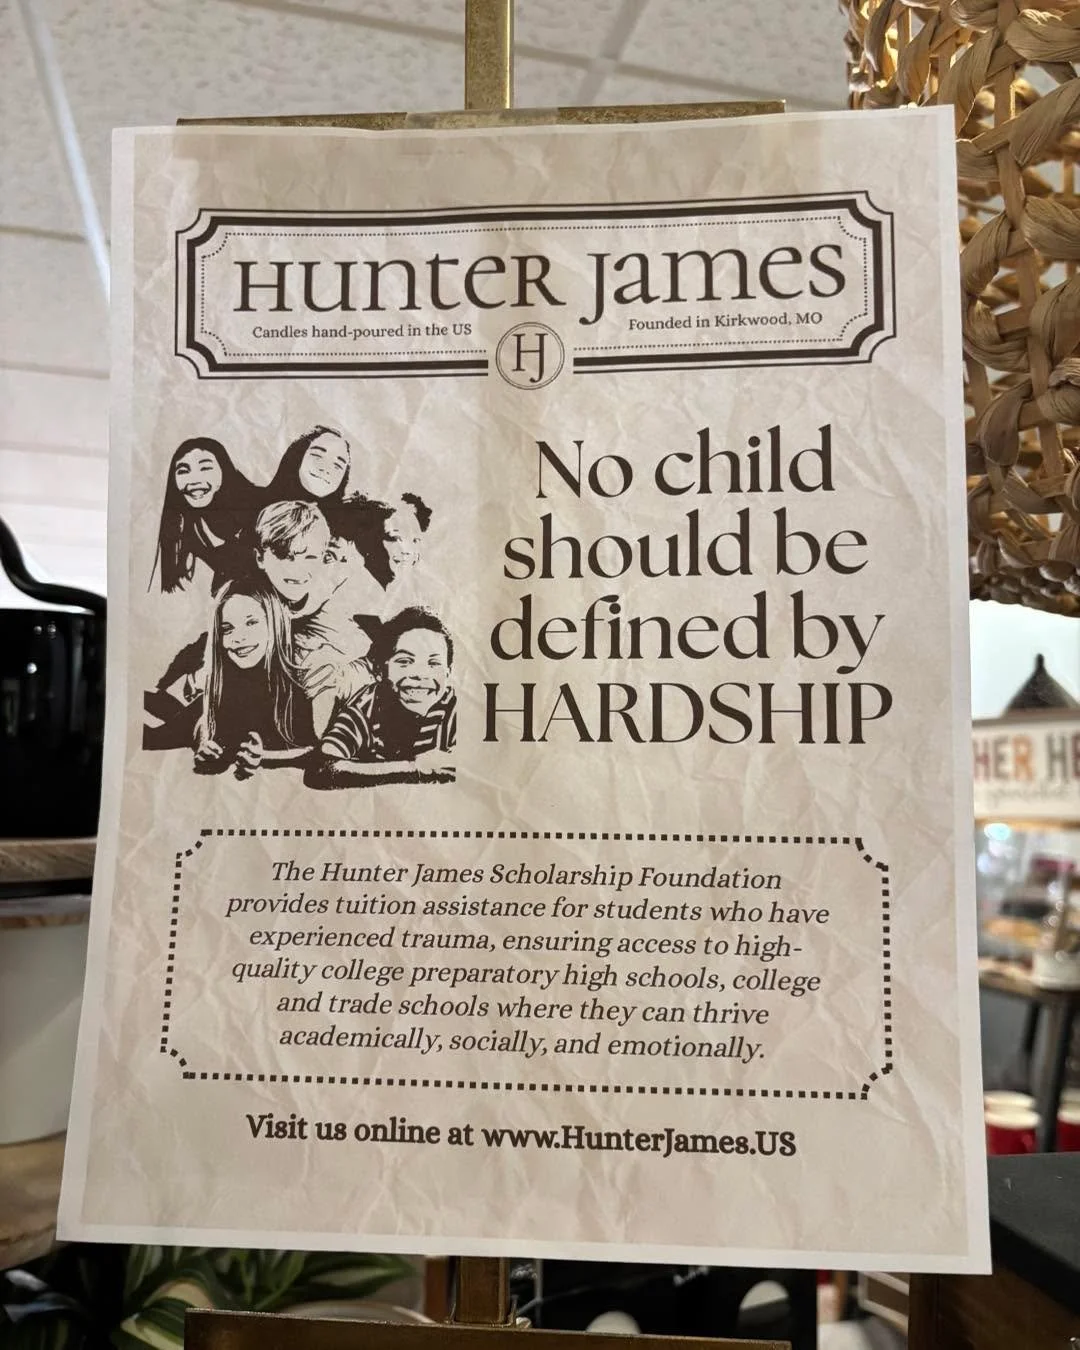 Hunter James
Candles hand-poured in the US
Founded in Kirkwood, MO
HJ
No child
should be
defined by
HARDSHIP
The Hunter James Scholarship Foundation
provides tuition assistance for students who have
experienced trauma, ensuring access to high-
quality college preparatory high schools, college
and trade schools where they can thrive
academically, socially, and emotionally.
Visit us online at www.HunterJames.US
HER HE